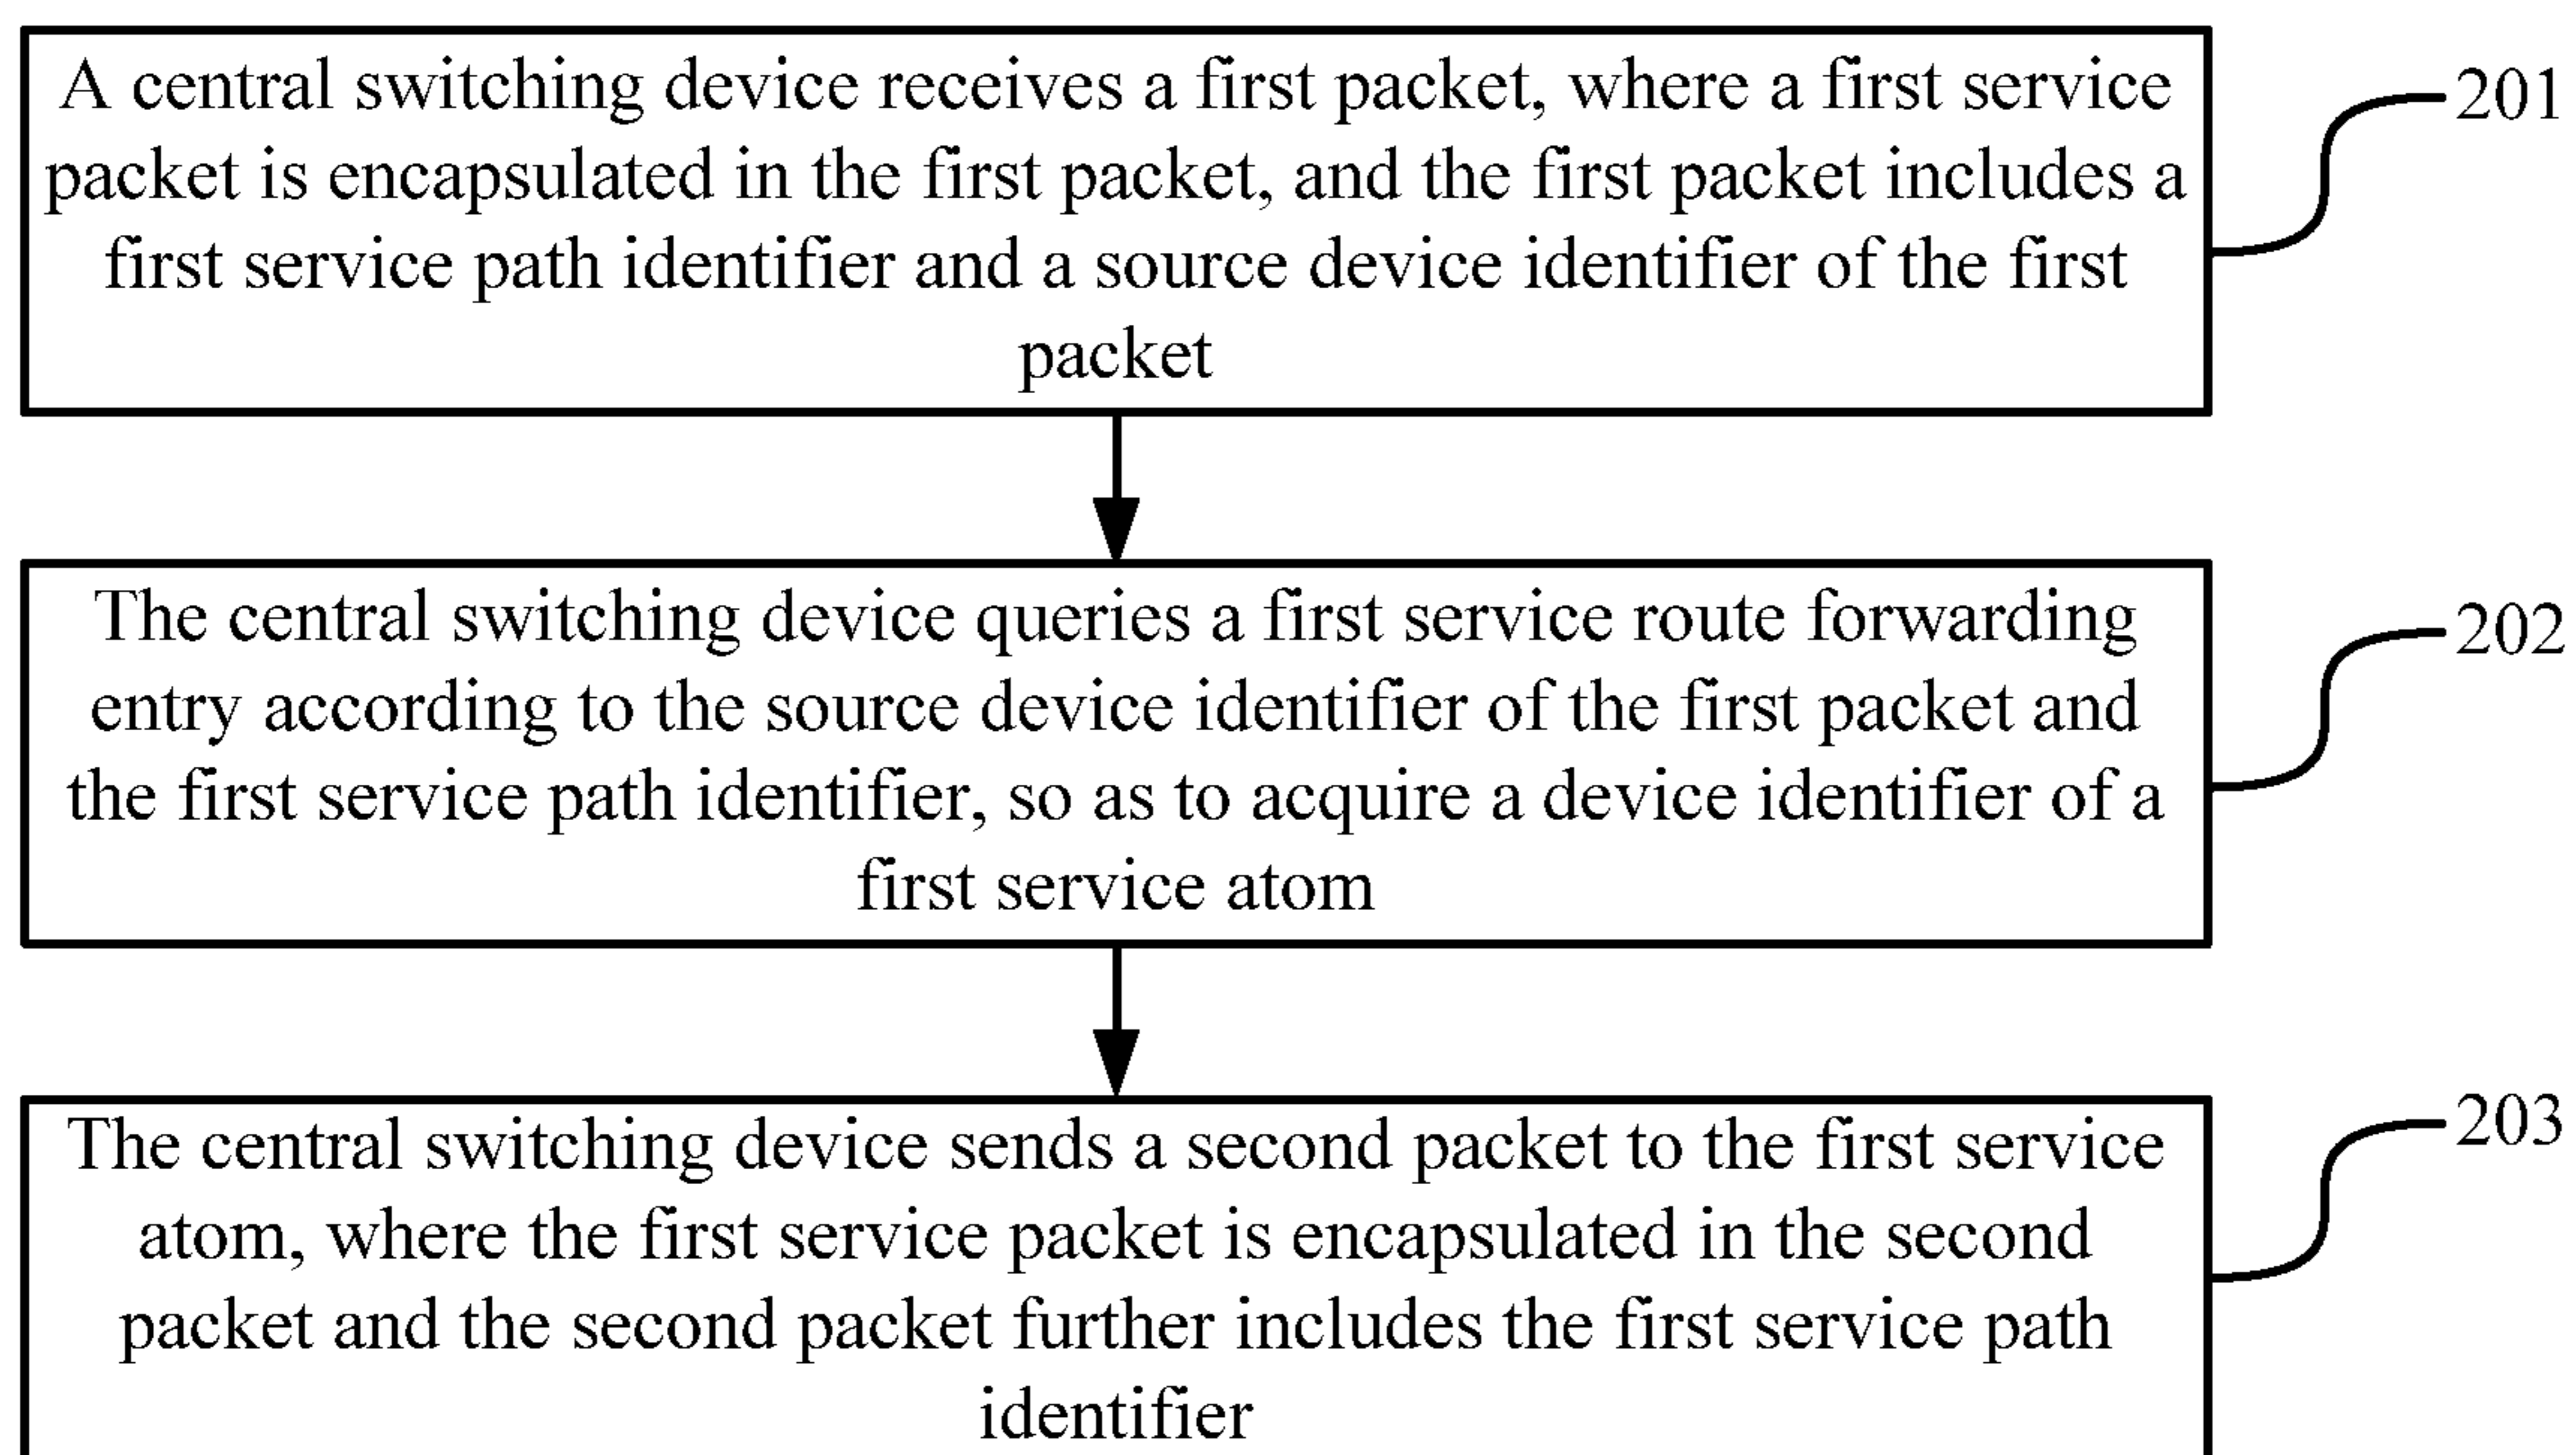 A central switching device receives a first packet, where a first service
packet is encapsulated in the first packet, and the first packet includes a
first service path identifier and a source device identifier of the first
packet
201
The central switching device queries a first service route forwarding
entry according to the source device identifier of the first packet and
the first service path identifier, so as to acquire a device identifier of a
first service atom
202
The central switching device sends a second packet to the first service
atom, where the first service packet is encapsulated in the second
packet and the second packet further includes the first service path
identifier
203